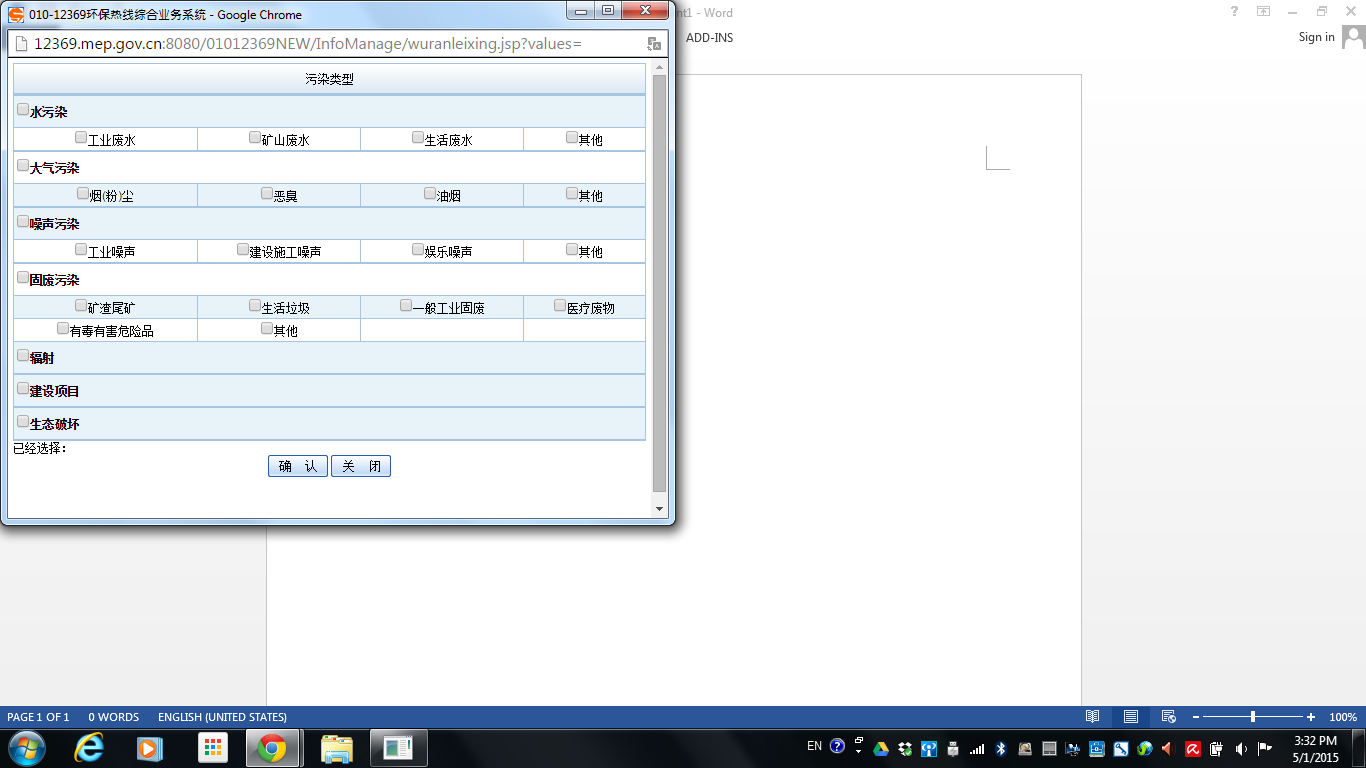 010-12369环保热线综合业务系统 - Google Chrome
nt1 - Word
12369.mep.gov.cn:8080/01012369NEW/InfoManage/wuranleixing.jsp?values=
ADD-INS
Sign in
污染类型
水污染
工业废水 矿山废水 生活废水 其他
大气污染
烟(粉)尘 恶臭 油烟 其他
噪声污染
工业噪声 建设施工噪声 娱乐噪声 其他
固废污染
矿渣尾矿 生活垃圾 一般工业固废 医疗废物
有毒有害危险品 其他
辐射
建设项目
生态破坏
已经选择：
确 认 关 闭
PAGE 1 OF 1 0 WORDS ENGLISH (UNITED STATES) 100%
EN 3:32 PM
5/1/2015